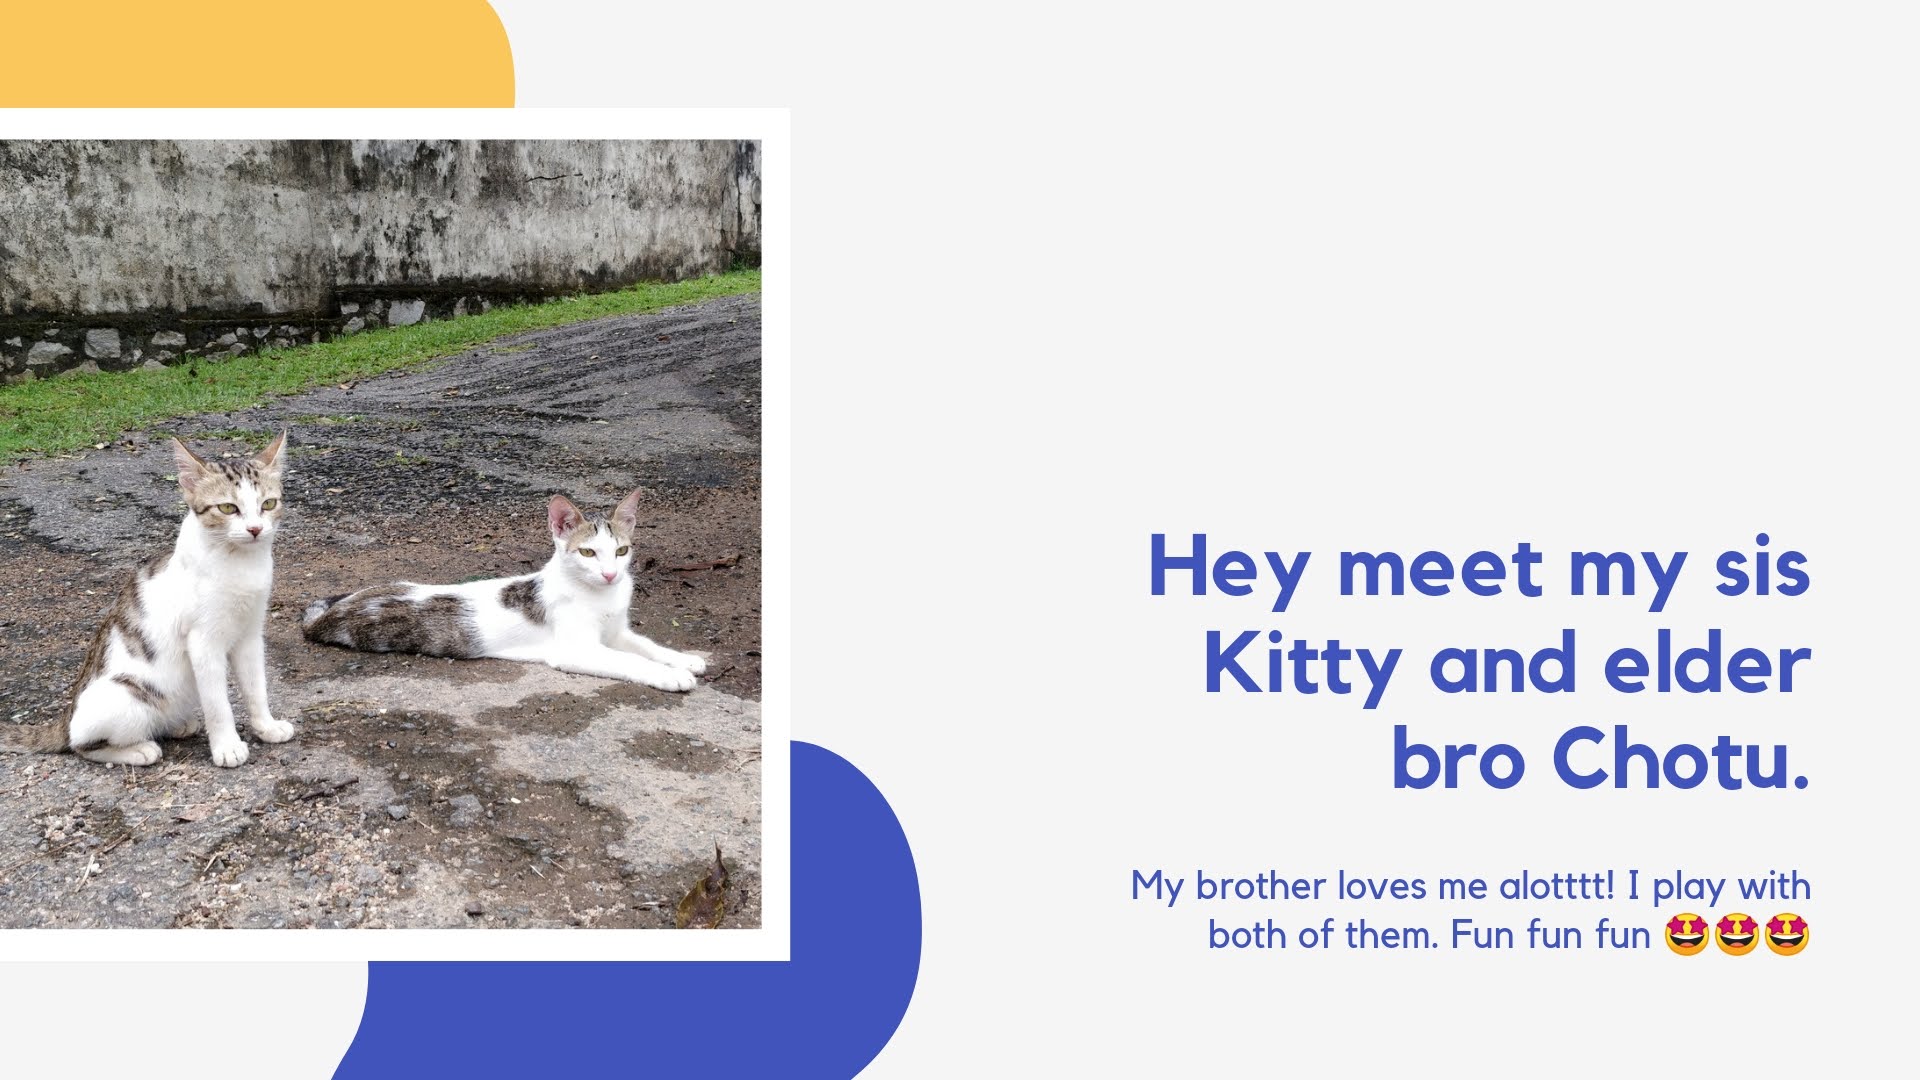 Hey meet my sis
Kitty and elder
bro Chotu.
My brother loves me alotttt! I play with
both of them. Fun fun fun 🤩🤩🤩